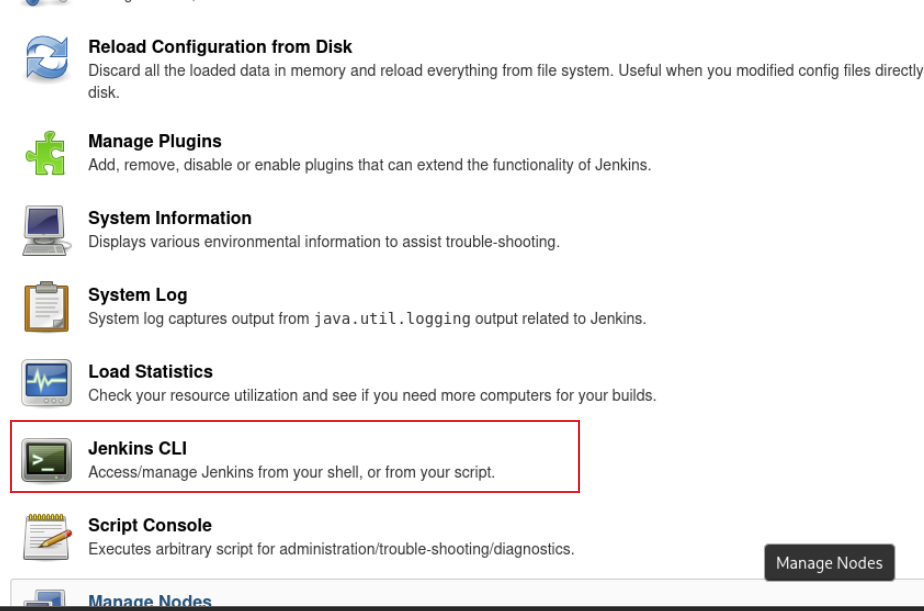 Reload Configuration from Disk
Discard all the loaded data in memory and reload everything from file system. Useful when you modified config files directly
disk.
Manage Plugins
Add, remove, disable or enable plugins that can extend the functionality of Jenkins.
System Information
Displays various environmental information to assist trouble-shooting.
System Log
System log captures output from java.util.logging output related to Jenkins.
Load Statistics
Check your resource utilization and see if you need more computers for your builds.
Jenkins CLI
Access/manage Jenkins from your shell, or from your script.
Script Console
Executes arbitrary script for administration/trouble-shooting/diagnostics.
Manage Nodes
Manage Nodes